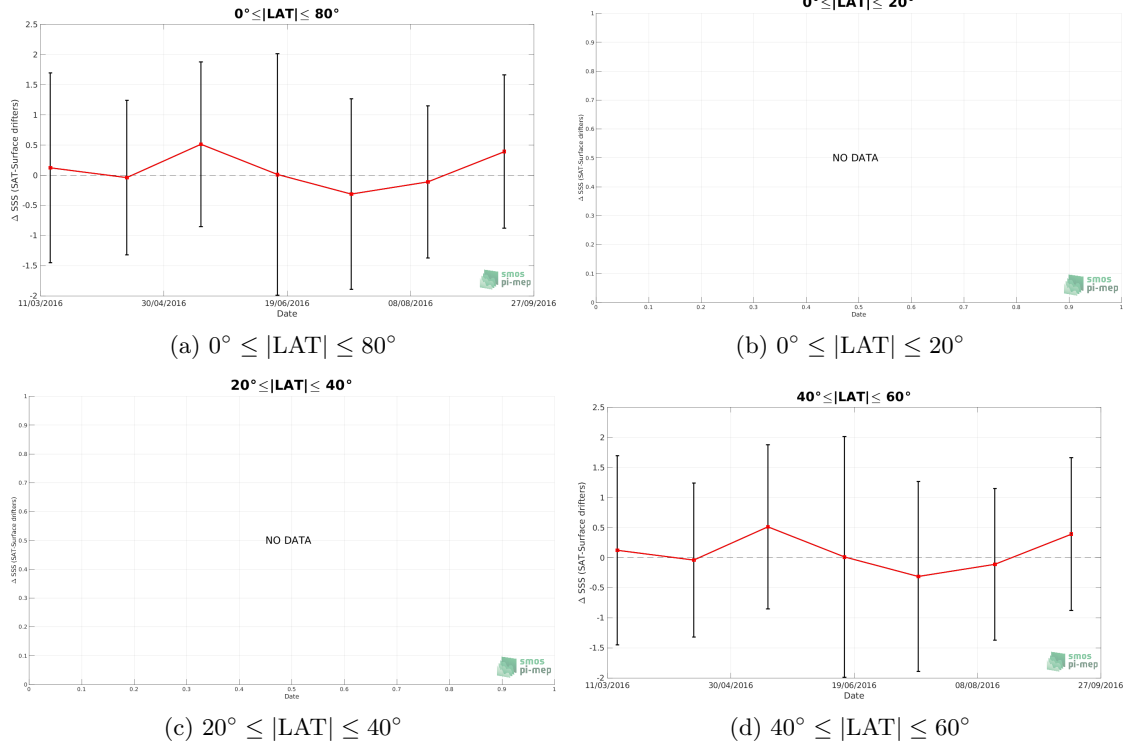 0°≤|LAT|≤ 80°
2.5
2
1.5
1
0.5
0
-0.5
-1
-1.5
-2
Δ SSS (SAT-Surface drifters)
11/03/2016 30/04/2016 19/06/2016 08/08/2016 27/09/2016
Date
smos
pi-mep
(a) 0° ≤ |LAT| ≤ 80°
0°≤|LAT|≤ 20°
1
0.9
0.8
0.7
0.6
0.5
0.4
0.3
0.2
0.1
0
Δ SSS (SAT-Surface drifters)
NO DATA
0 0.1 0.2 0.3 0.4 0.5 0.6 0.7 0.8 0.9 1
Date
smos
pi-mep
(b) 0° ≤ |LAT| ≤ 20°
20°≤|LAT|≤ 40°
1
0.9
0.8
0.7
0.6
0.5
0.4
0.3
0.2
0.1
0
Δ SSS (SAT-Surface drifters)
NO DATA
0 0.1 0.2 0.3 0.4 0.5 0.6 0.7 0.8 0.9 1
Date
smos
pi-mep
(c) 20° ≤ |LAT| ≤ 40°
40°≤|LAT|≤ 60°
2.5
2
1.5
1
0.5
0
-0.5
-1
-1.5
-2
Δ SSS (SAT-Surface drifters)
11/03/2016 30/04/2016 19/06/2016 08/08/2016 27/09/2016
Date
smos
pi-mep
(d) 40° ≤ |LAT| ≤ 60°